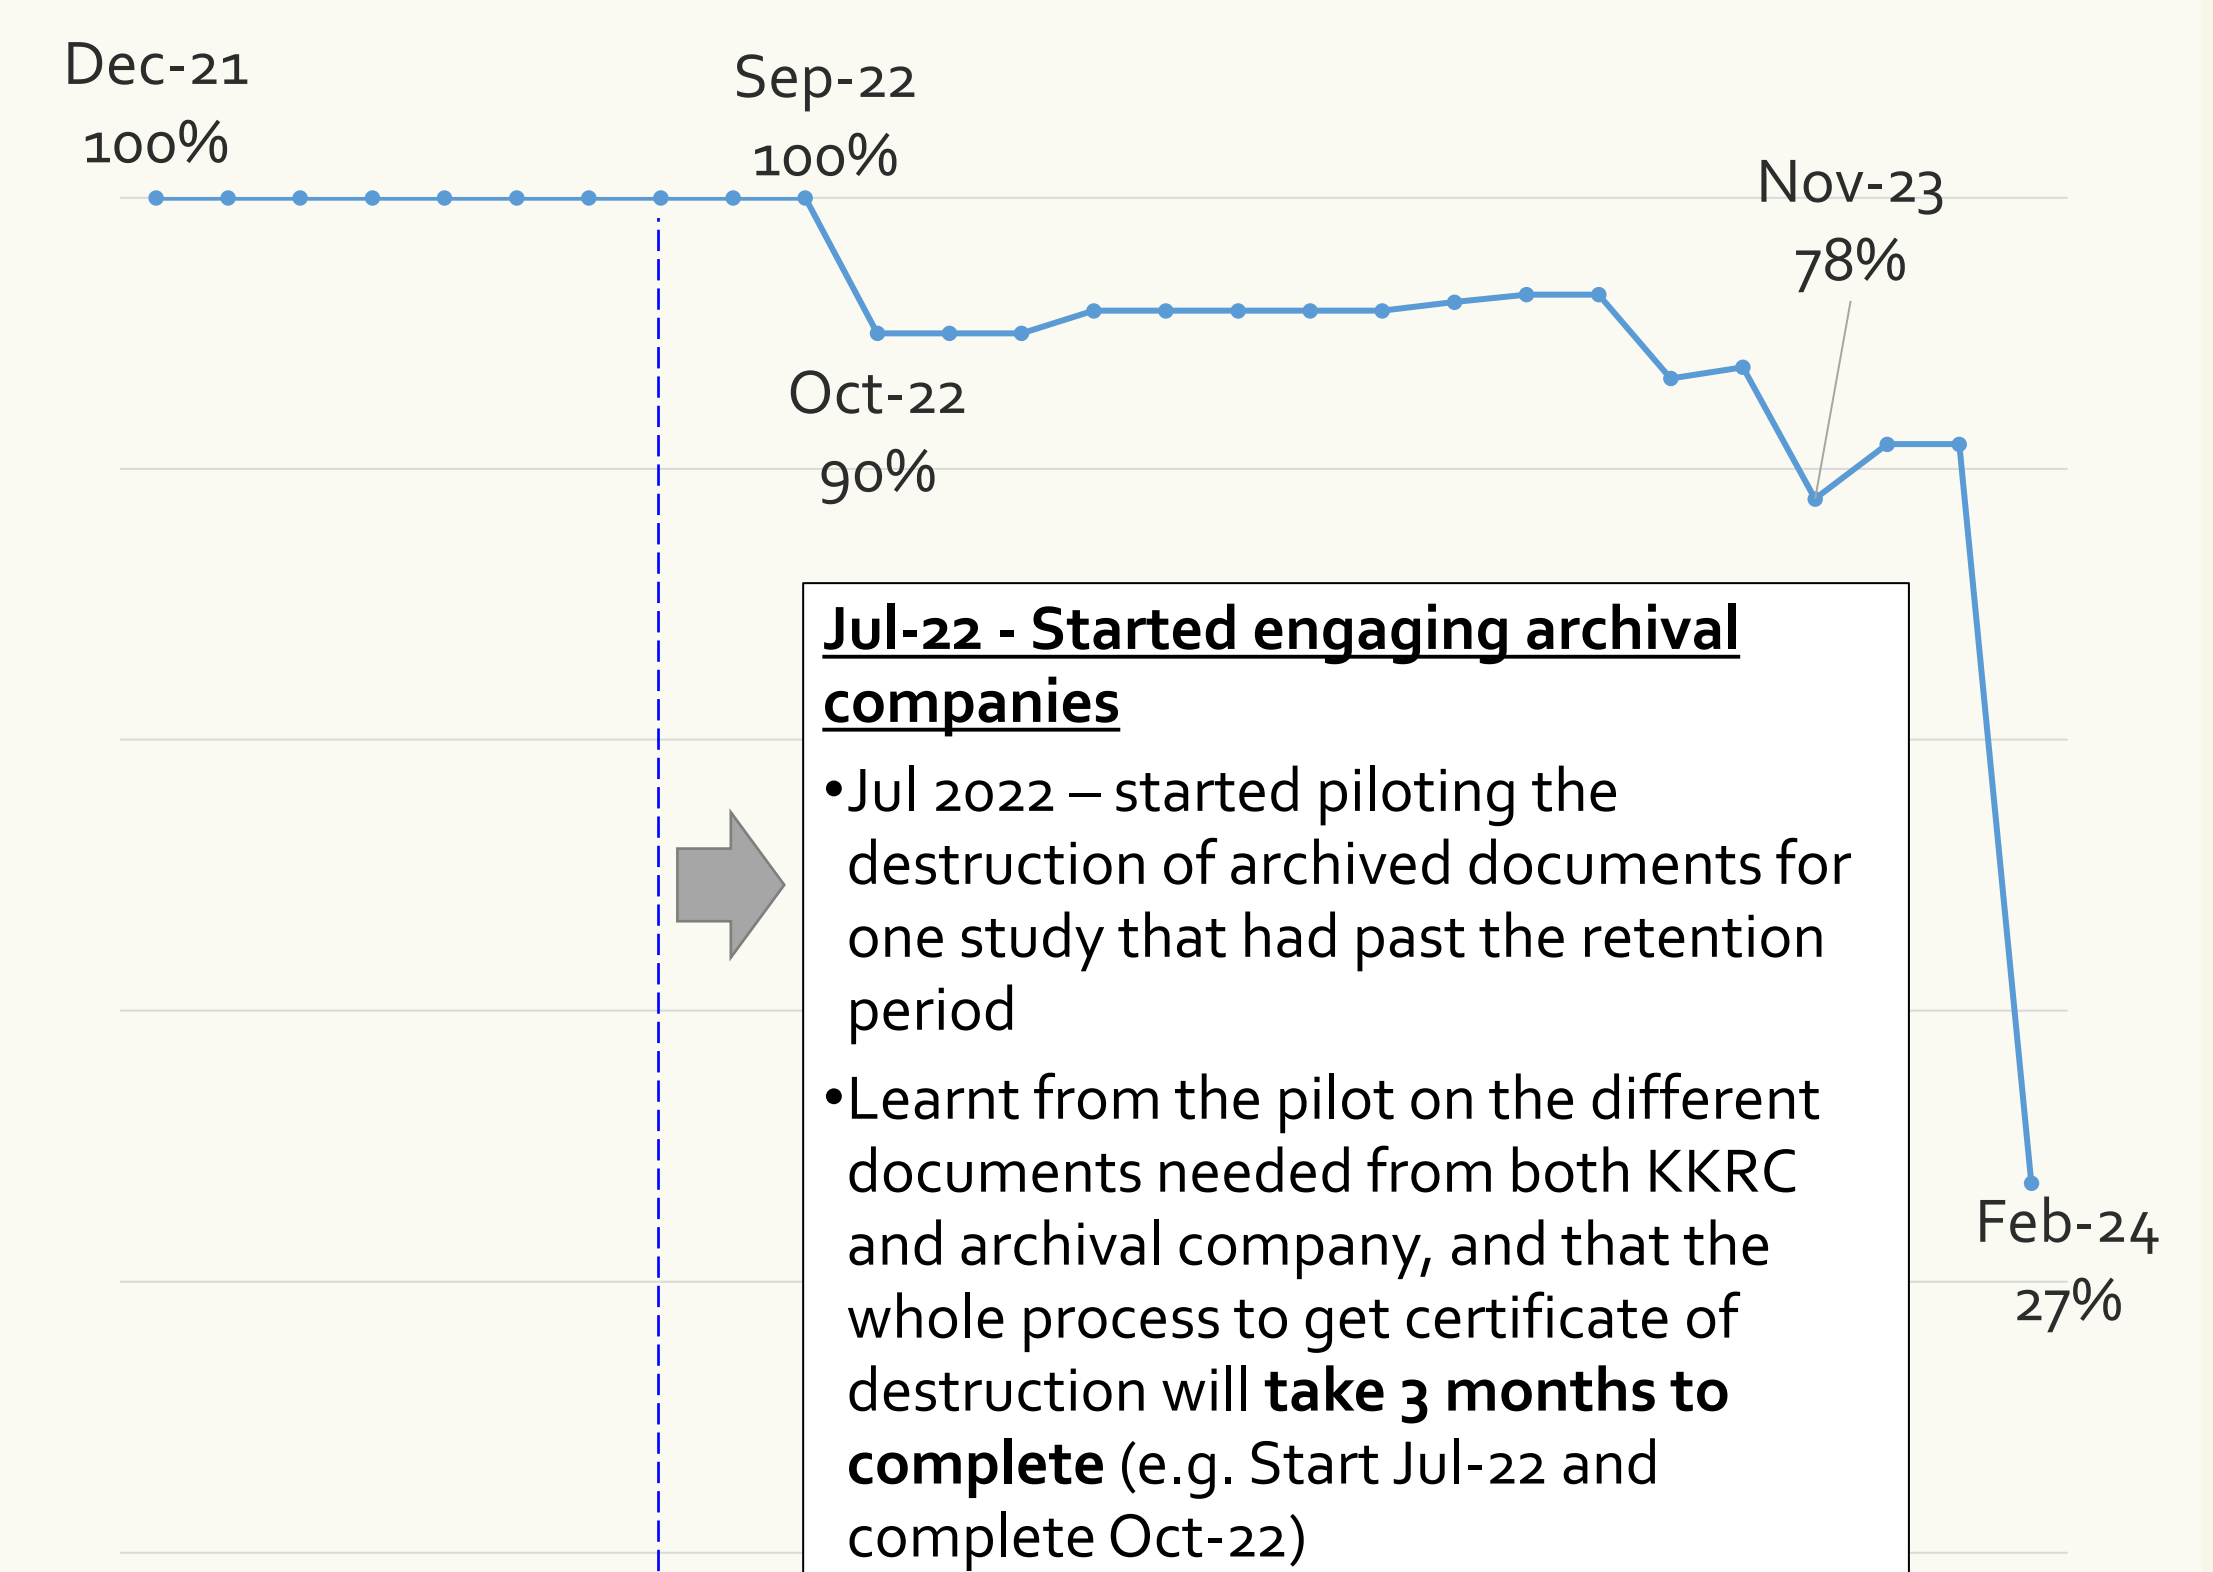 Dec-21
100%
Sep-22
100%
Nov-23
78%
Oct-22
90%
Jul-22 - Started engaging archival
companies
•Jul 2022 – started piloting the
destruction of archived documents for
one study that had past the retention
period
•Learnt from the pilot on the different
documents needed from both KKRC
and archival company, and that the
whole process to get certificate of
destruction will take 3 months to
complete (e.g. Start Jul-22 and
complete Oct-22)
Feb-24
27%